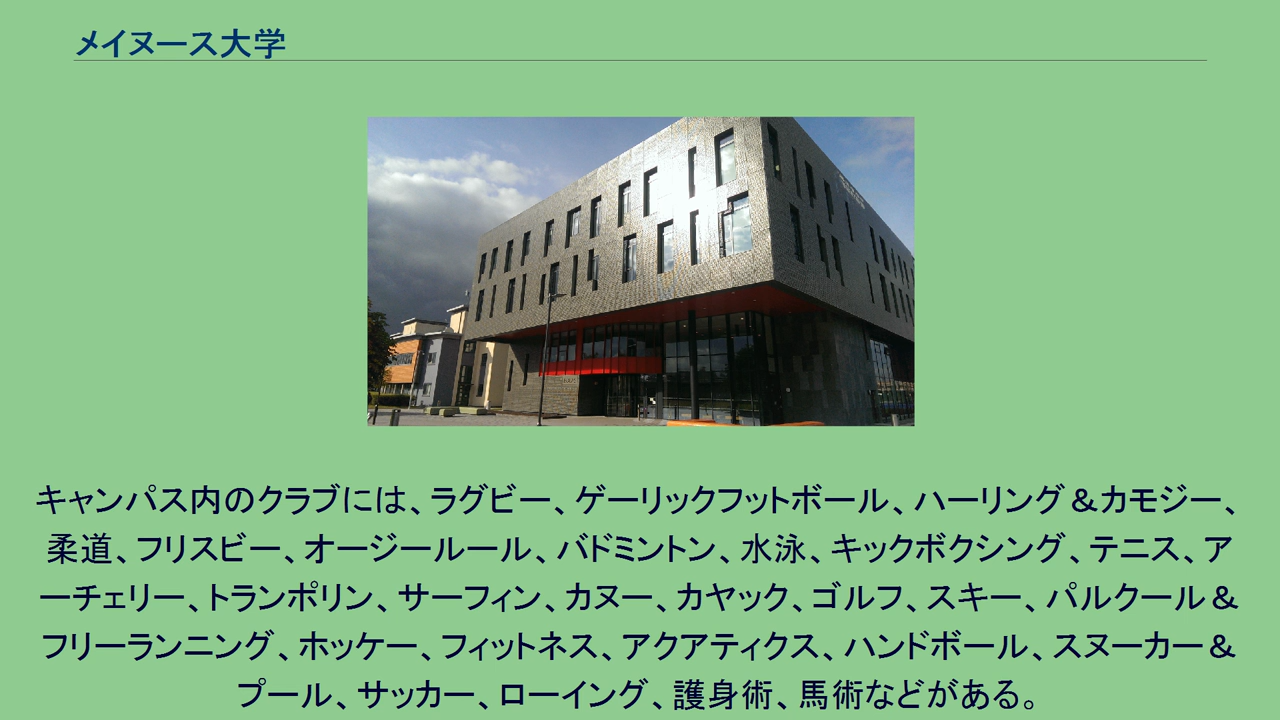 メイヌース大学
キャンパス内のクラブには、ラグビー、ゲーリックフットボール、ハーリング＆カモジー、
柔道、フリスビー、オージールール、バドミントン、水泳、キックボクシング、テニス、ア
ーチェリー、トランポリン、サーフィン、カヌー、カヤック、ゴルフ、スキー、パルクール＆
フリーランニング、ホッケー、フィットネス、アクアティクス、ハンドボール、スヌーカー＆
プール、サッカー、ローイング、護身術、馬術などがある。